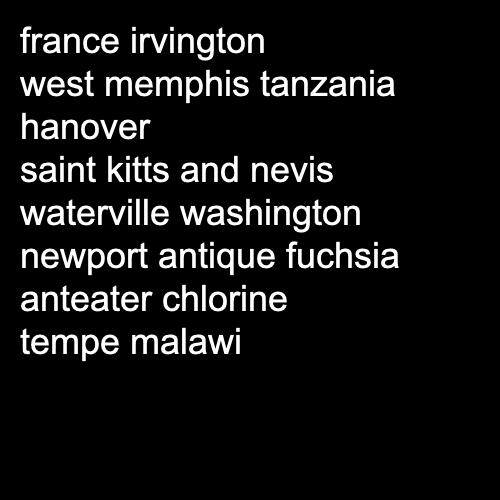 france irvington
west memphis tanzania
hanover
saint kitts and nevis
waterville washington
newport antique fuchsia
anteater chlorine
tempe malawi